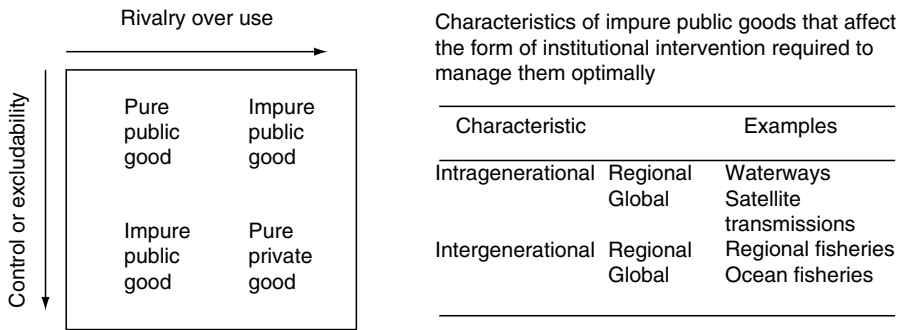 Rivalry over use
Control or excludability
Pure
public
good
Impure
public
good
Impure
public
good
Pure
private
good
Characteristics of impure public goods that affect
the form of institutional intervention required to
manage them optimally
Characteristic Examples
Intragenerational Regional Waterways
Global Satellite
transmissions
Intergenerational Regional Regional fisheries
Global Ocean fisheries